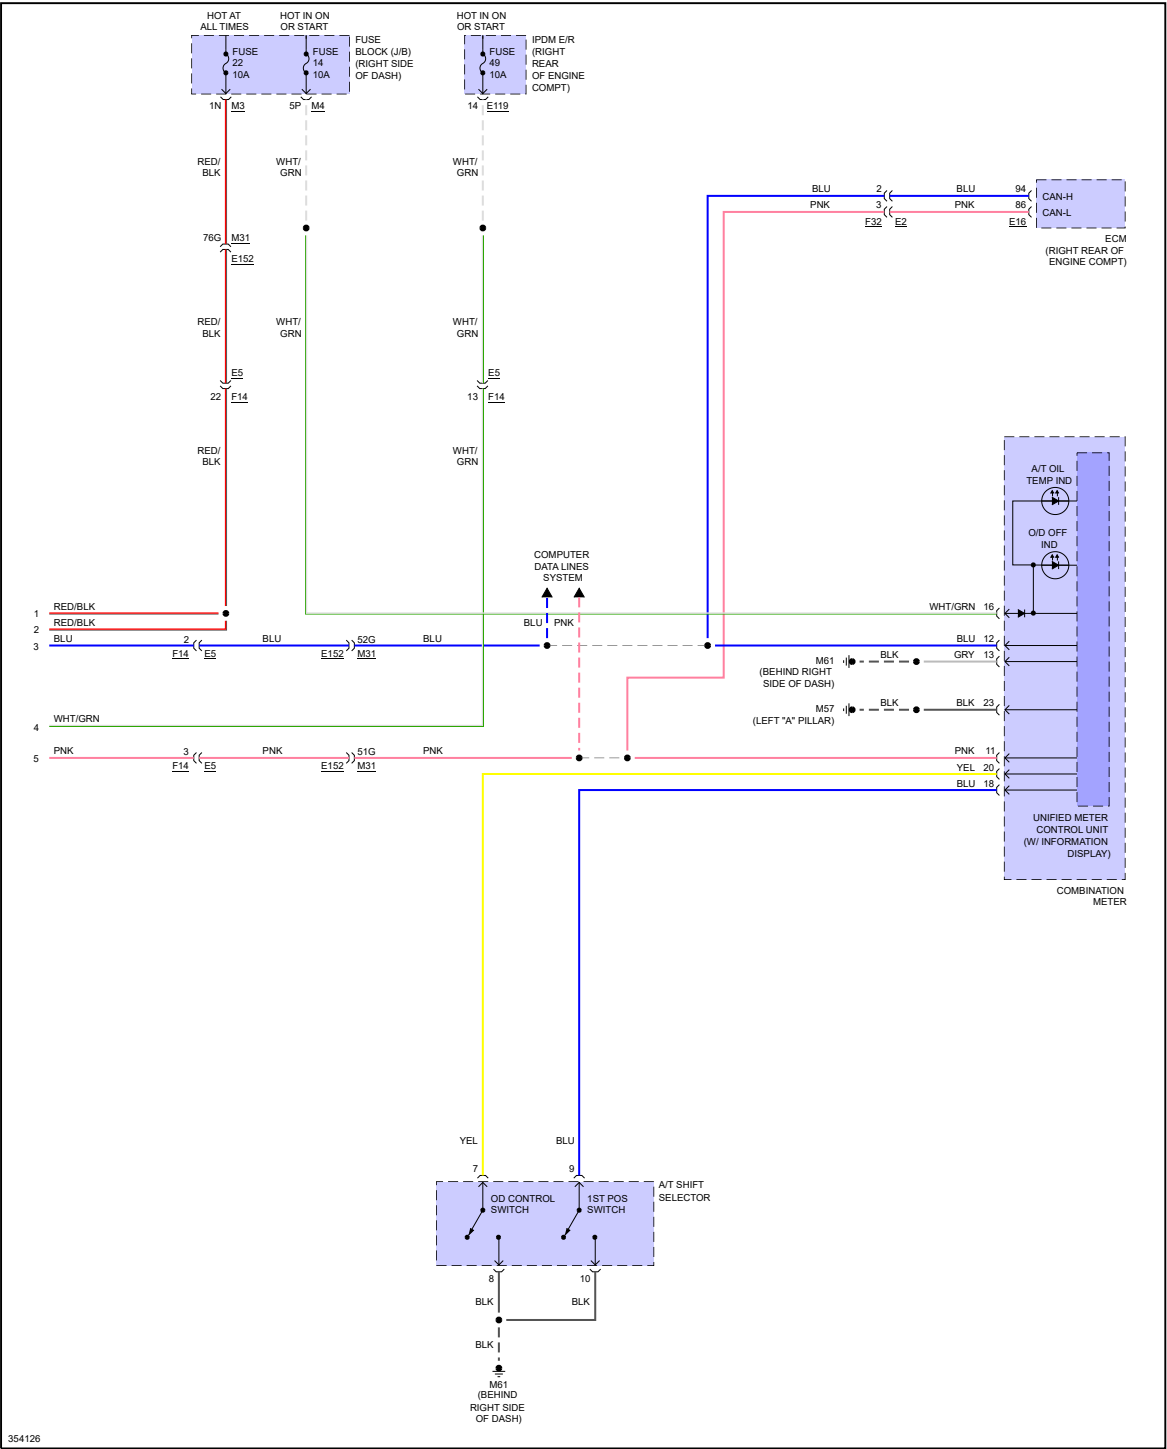 HOT AT
ALL TIMES
HOT IN ON
OR START
HOT IN ON
OR START
FUSE
22
10A
FUSE
14
10A
FUSE
BLOCK (J/B)
(RIGHT SIDE
OF DASH)
FUSE
49
10A
IPDM E/R
(RIGHT
REAR
OF ENGINE
COMPT)
1N M3
5P M4
14 E119
RED/
BLK
WHT/
GRN
WHT/
GRN
BLU 2 BLU 94 CAN-H
PNK 3 PNK 86 CAN-L
F32 E2 E16
ECM
(RIGHT REAR OF
ENGINE COMPT)
76G M31
E152
RED/
BLK
WHT/
GRN
WHT/
GRN
E5
22 F14
E5
13 F14
RED/
BLK
WHT/
GRN
A/T OIL
TEMP IND
O/D OFF
IND
COMPUTER
DATA LINES
SYSTEM
BLU PNK
1 RED/BLK
WHT/GRN 16
2 RED/BLK
3 BLU 2 BLU 52G BLU
F14 E5 E152 M31
BLU 12
M61
(BEHIND RIGHT
SIDE OF DASH)
BLK GRY 13
M57
(LEFT "A" PILLAR)
BLK BLK 23
4 WHT/GRN
5 PNK 3 PNK 51G PNK
F14 E5 E152 M31
PNK 11
YEL 20
BLU 18
UNIFIED METER
CONTROL UNIT
(W/ INFORMATION
DISPLAY)
COMBINATION
METER
YEL BLU
7 9
A/T SHIFT
SELECTOR
OD CONTROL
SWITCH
1ST POS
SWITCH
8 10
BLK BLK
BLK
M61
(BEHIND
RIGHT SIDE
OF DASH)
354126